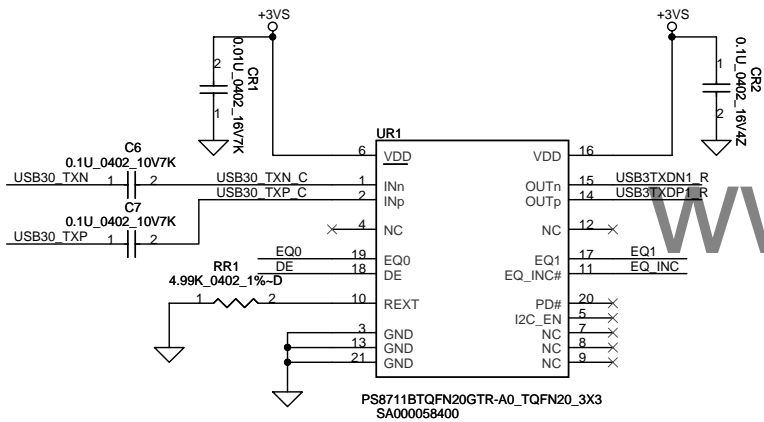 +3VS
+3VS
2
0.01U_0402_16V7K
CR1
1
1
0.1U_0402_16V4Z
CR2
2
UR1
C6
0.1U_0402_10V7K
USB30_TXN 1 2 USB30_TXN_C
USB30_TXP_C
C7
0.1U_0402_10V7K
USB30_TXP 1 2
6 VDD
VDD 16
1 INn
OUTn 15 USB3TXDN1_R
2 INp
OUTp 14 USB3TXDP1_R
4 NC
NC 12
EQ0 19 EQ0
EQ1 17 EQ1
DE 18 DE
EQ_INC# 11 EQ_INC
RR1
4.99K_0402_1%~D
1 2 10 REXT
PD# 20
I2C_EN 5
3 GND
NC 7
13 GND
NC 8
21 GND
NC 9
PS8711BTQFN20GTR-A0_TQFN20_3X3
SA000058400